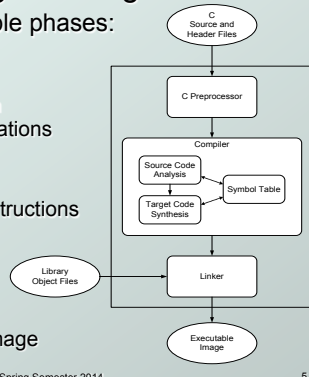 ple phases:
C
Source and
Header Files
C Preprocessor
ations
Compiler
Source Code
Analysis
Symbol Table
Target Code
Synthesis
tructions
Library
Object Files
Linker
mage
Executable
Image
Spring Semester 2014
5